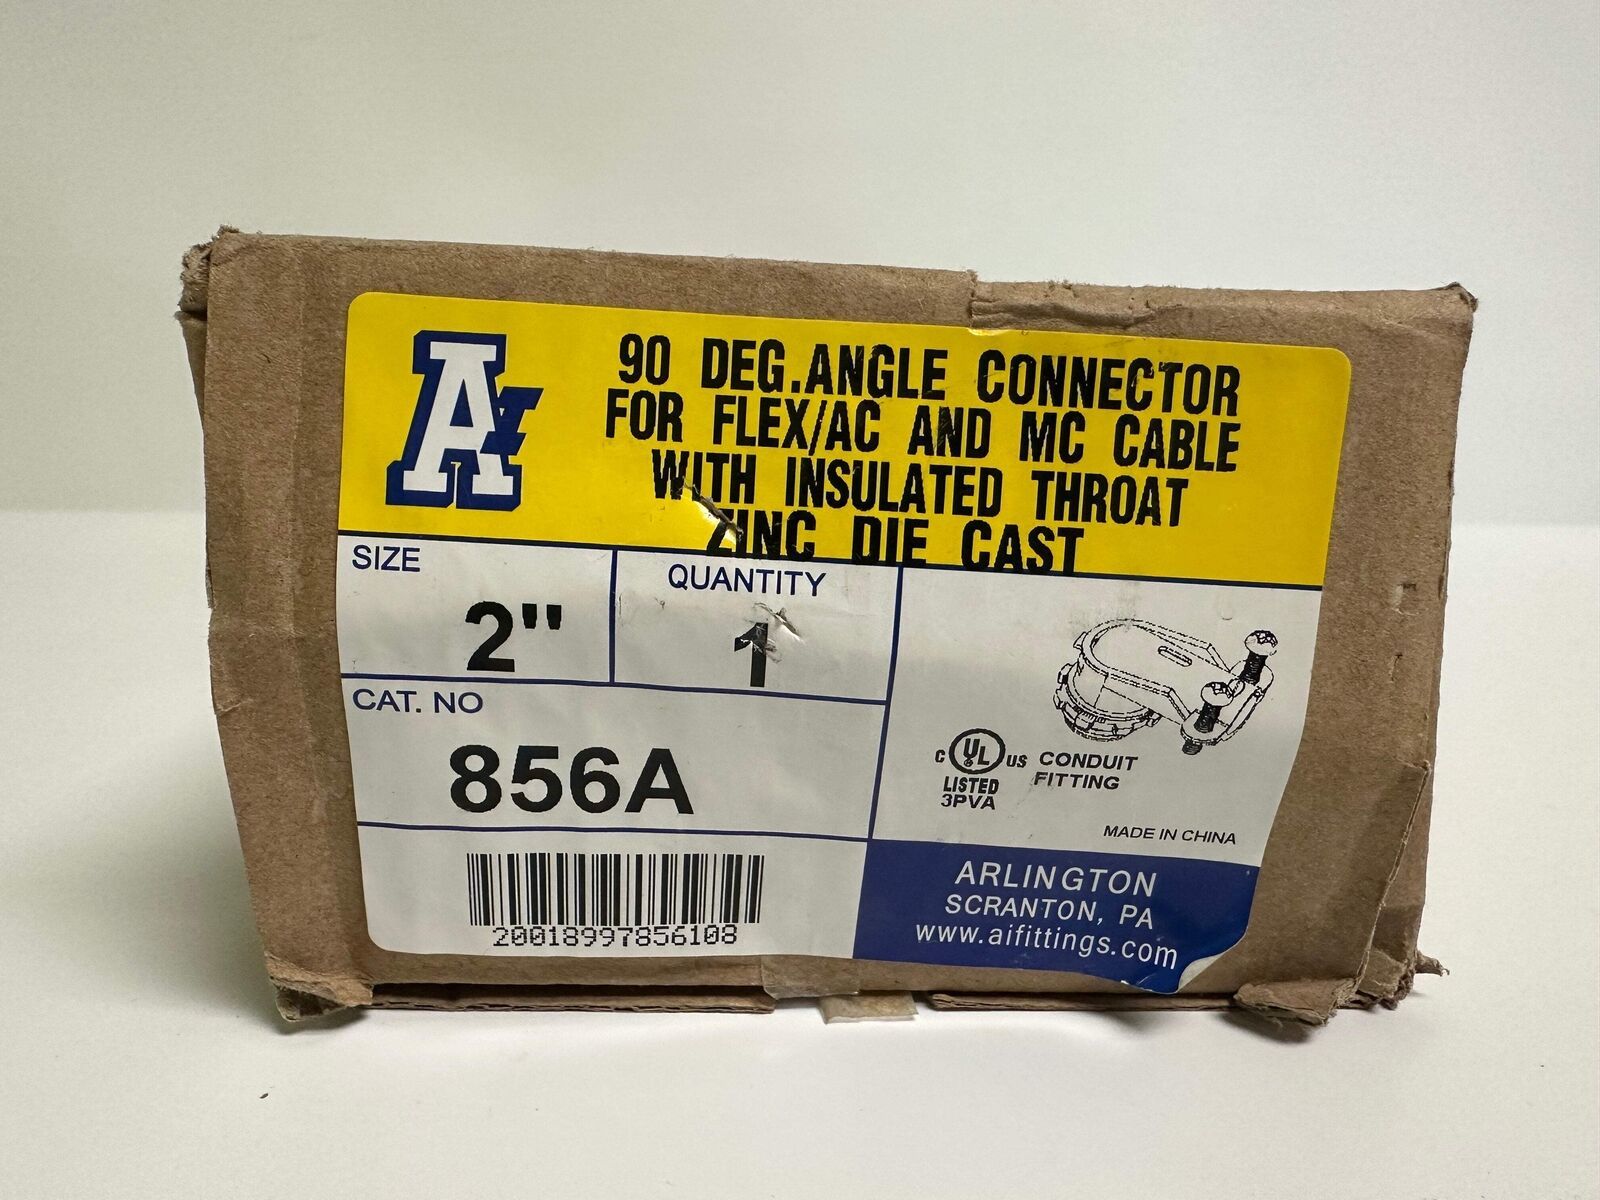 A
90 DEG.ANGLE CONNECTOR
FOR FLEX/AC AND MC CABLE
WITH INSULATED THROAT
ZINC DIE CAST
SIZE
2"
QUANTITY
1
CAT. NO
856A
C UL US
LISTED
3PVA
CONDUIT
FITTING
MADE IN CHINA
20018997856108
ARLINGTON
SCRANTON, PA
www.aifittings.com